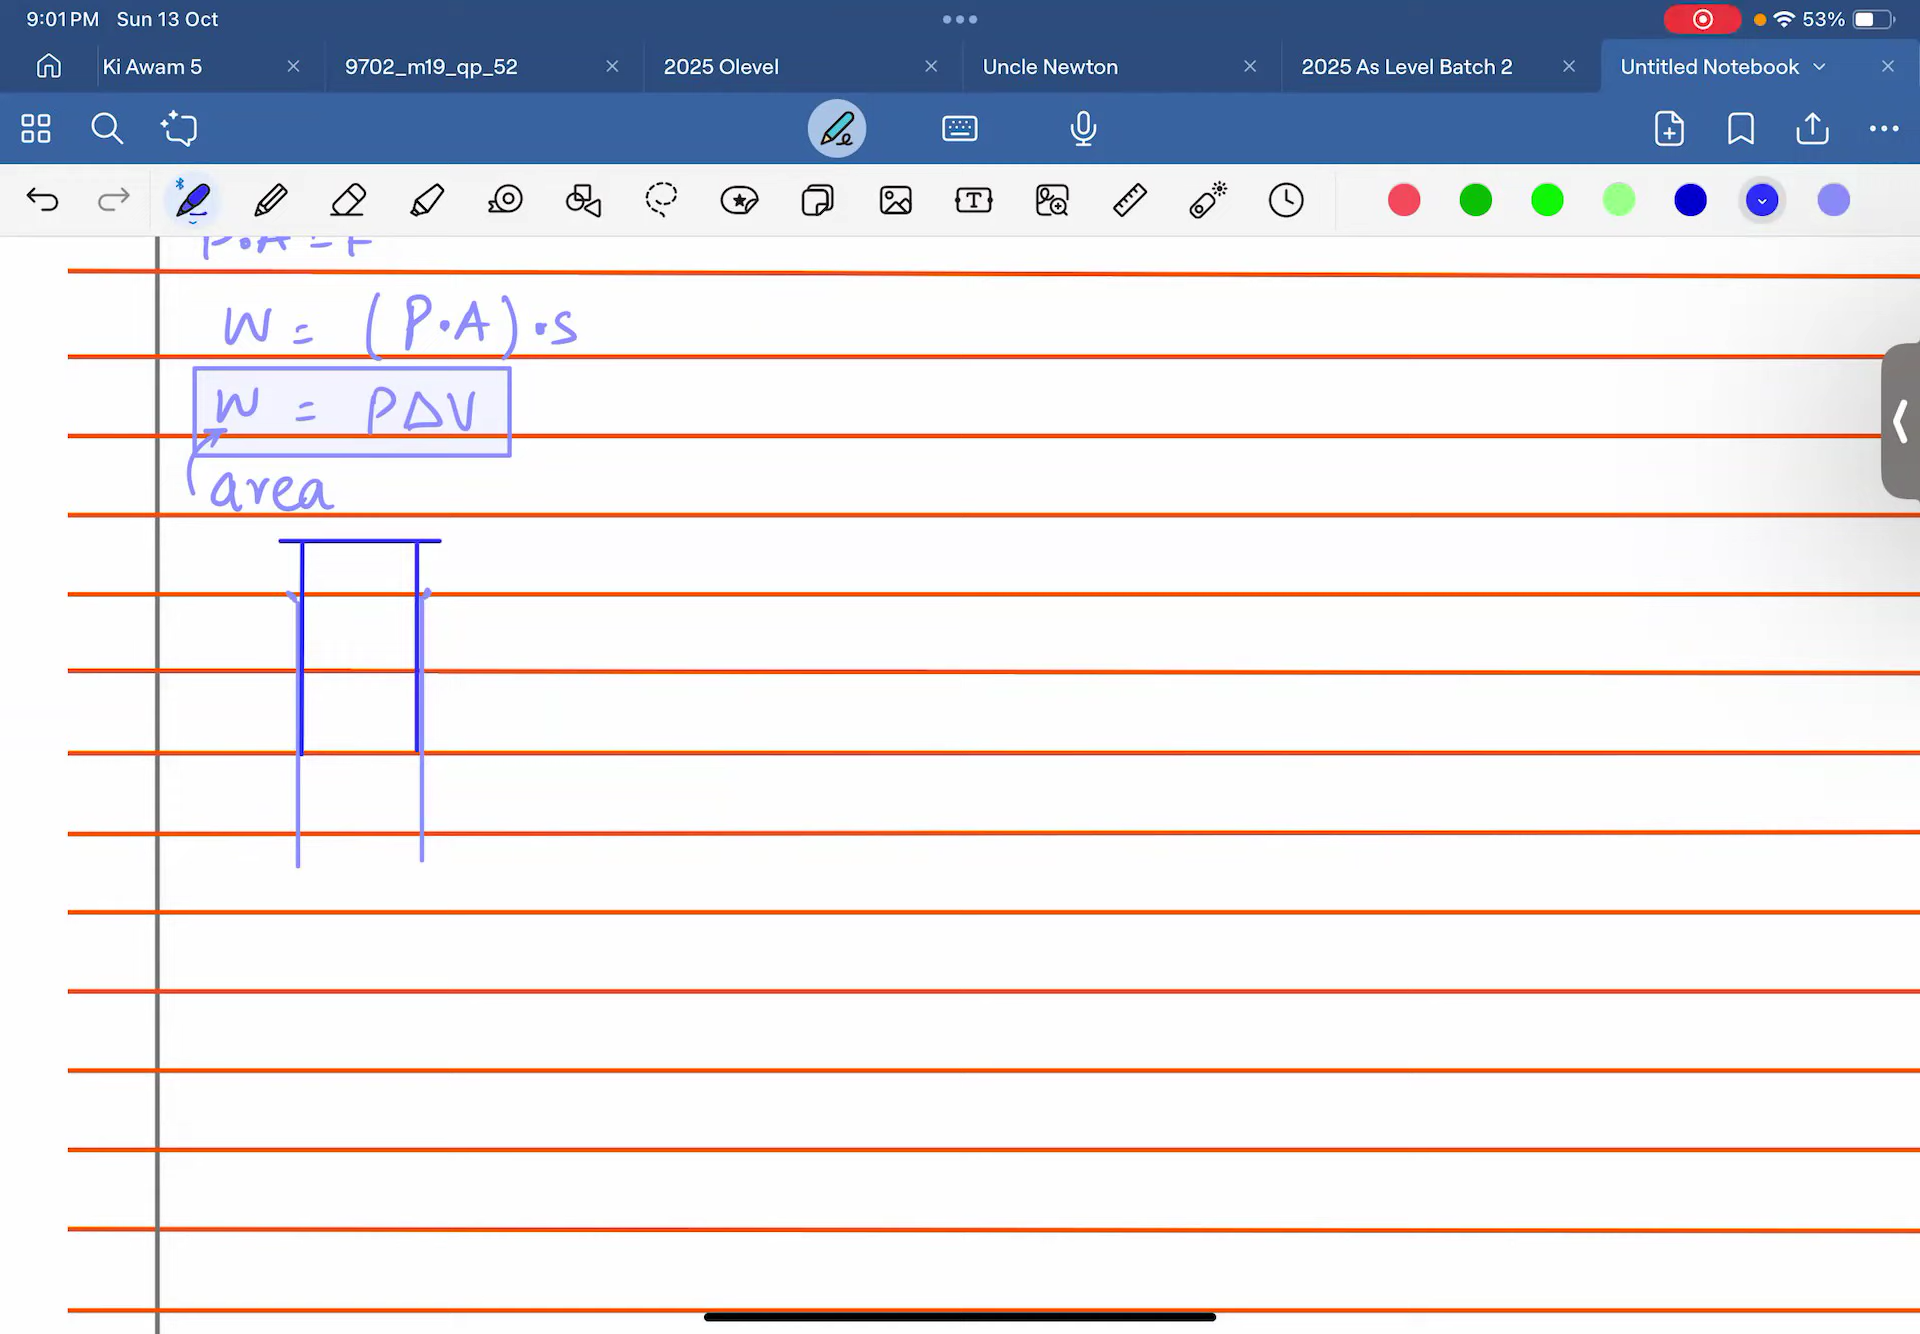 9:01 PM Sun 13 Oct 53%
Ki Awam 5 9702_m19_qp_52 2025 Olevel Uncle Newton 2025 As Level Batch 2 Untitled Notebook
P·A = F
W = (P·A)·s
W = PΔV
area